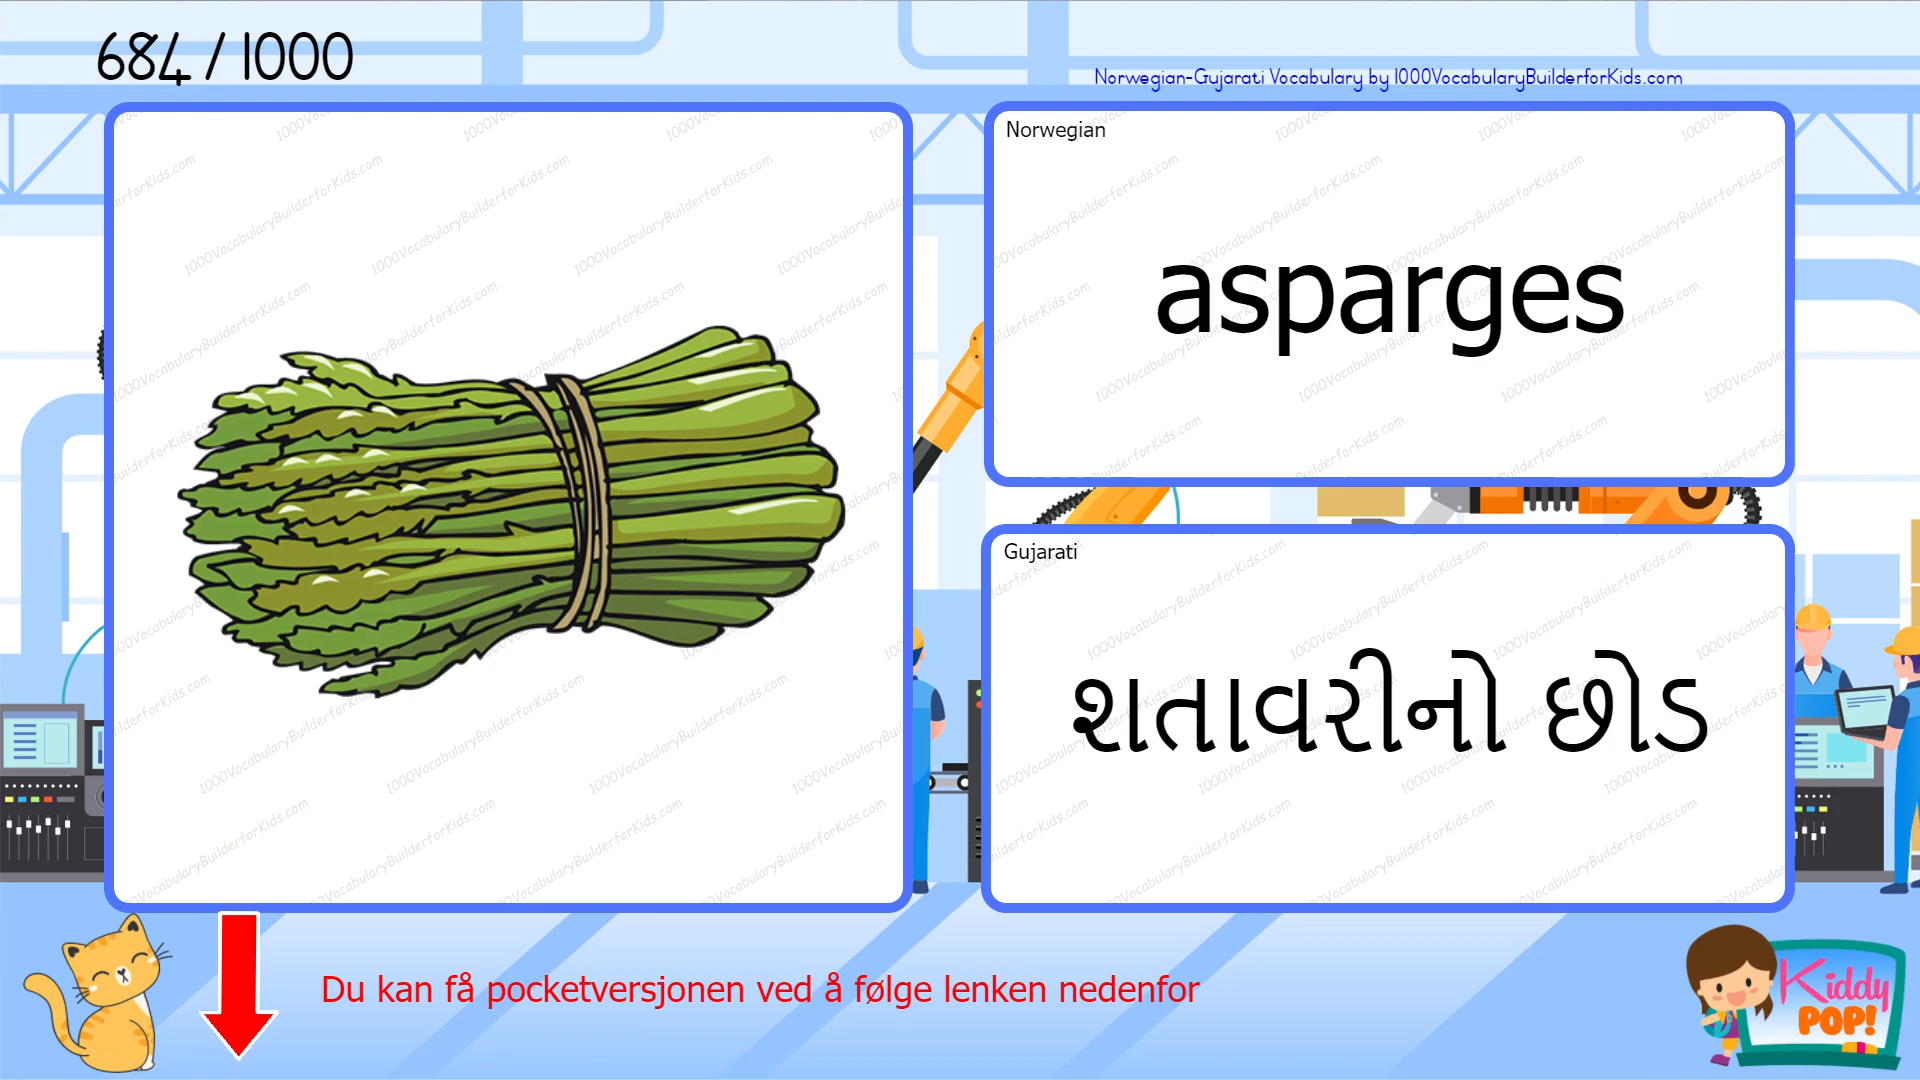 684 / 1000
Norwegian-Gujarati Vocabulary by 1000VocabularyBuilderforKids.com
Norwegian
asparges
Gujarati
શતાવરીનો છોડ
Du kan få pocketversjonen ved å følge lenken nedenfor
Kiddy
POP!